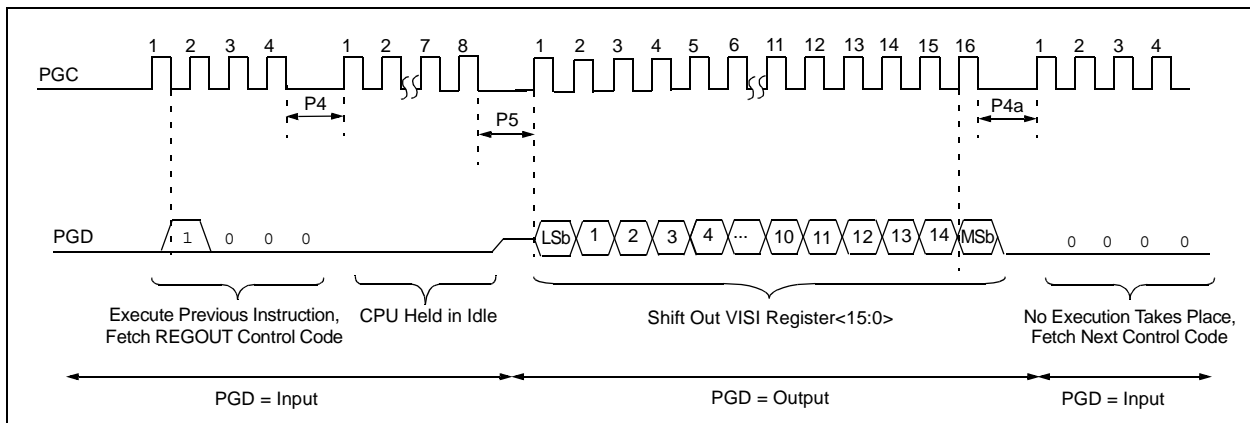 1 2 3 4 1 2 7 8 1 2 3 4 5 6 11 12 13 14 15 16 1 2 3 4
PGC
P4 P5 P4a
PGD 1 0 0 0 LSb 1 2 3 4 ... 10 11 12 13 14 MSb 0 0 0 0
Execute Previous Instruction,
Fetch REGOUT Control Code
CPU Held in Idle
Shift Out VISI Register<15:0>
No Execution Takes Place,
Fetch Next Control Code
PGD = Input PGD = Output PGD = Input